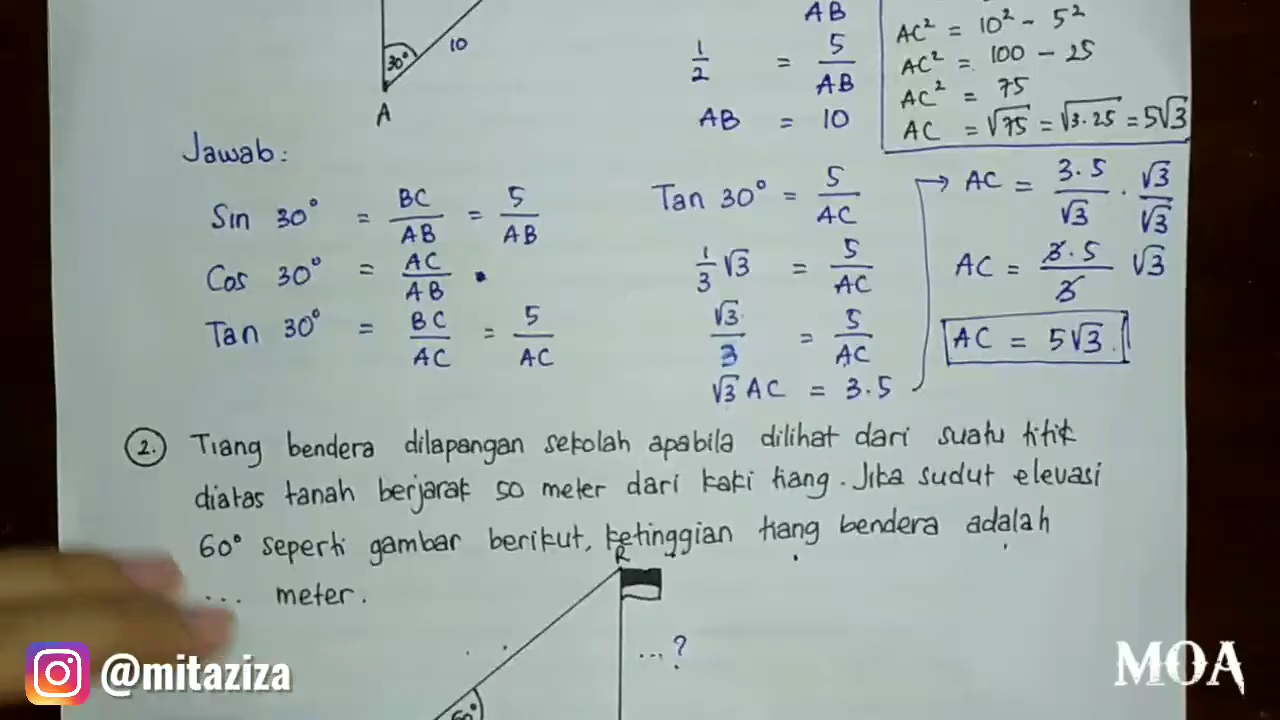 30°
10
A
AB
1/2 = 5/AB
AB = 10
AC² = 10² - 5²
AC² = 100 - 25
AC² = 75
AC = √75 = √3.25 = 5√3
Jawab:
Sin 30° = BC/AB = 5/AB
Cos 30° = AC/AB
Tan 30° = BC/AC = 5/AC
Tan 30° = 5/AC
1/3 √3 = 5/AC
√3/3 = 5/AC
√3 AC = 3.5
→ AC = 3.5/√3 . √3/√3
AC = 3.5/3 √3
AC = 5√3
2. Tiang bendera dilapangan sekolah apabila dilihat dari suatu titik
diatas tanah berjarak 50 meter dari kaki tiang. Jika sudut elevasi
60° seperti gambar berikut, ketinggian tiang bendera adalah
... meter.
R
... ?
60°
@mitaziza
MOA